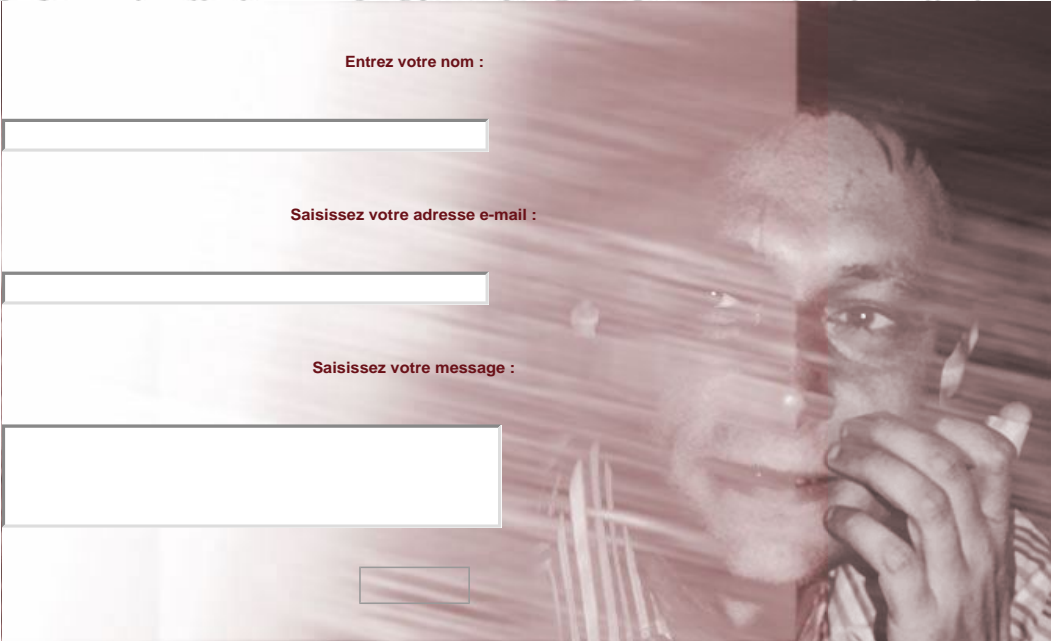 Entrez votre nom :
Saisissez votre adresse e-mail :
Saisissez votre message :